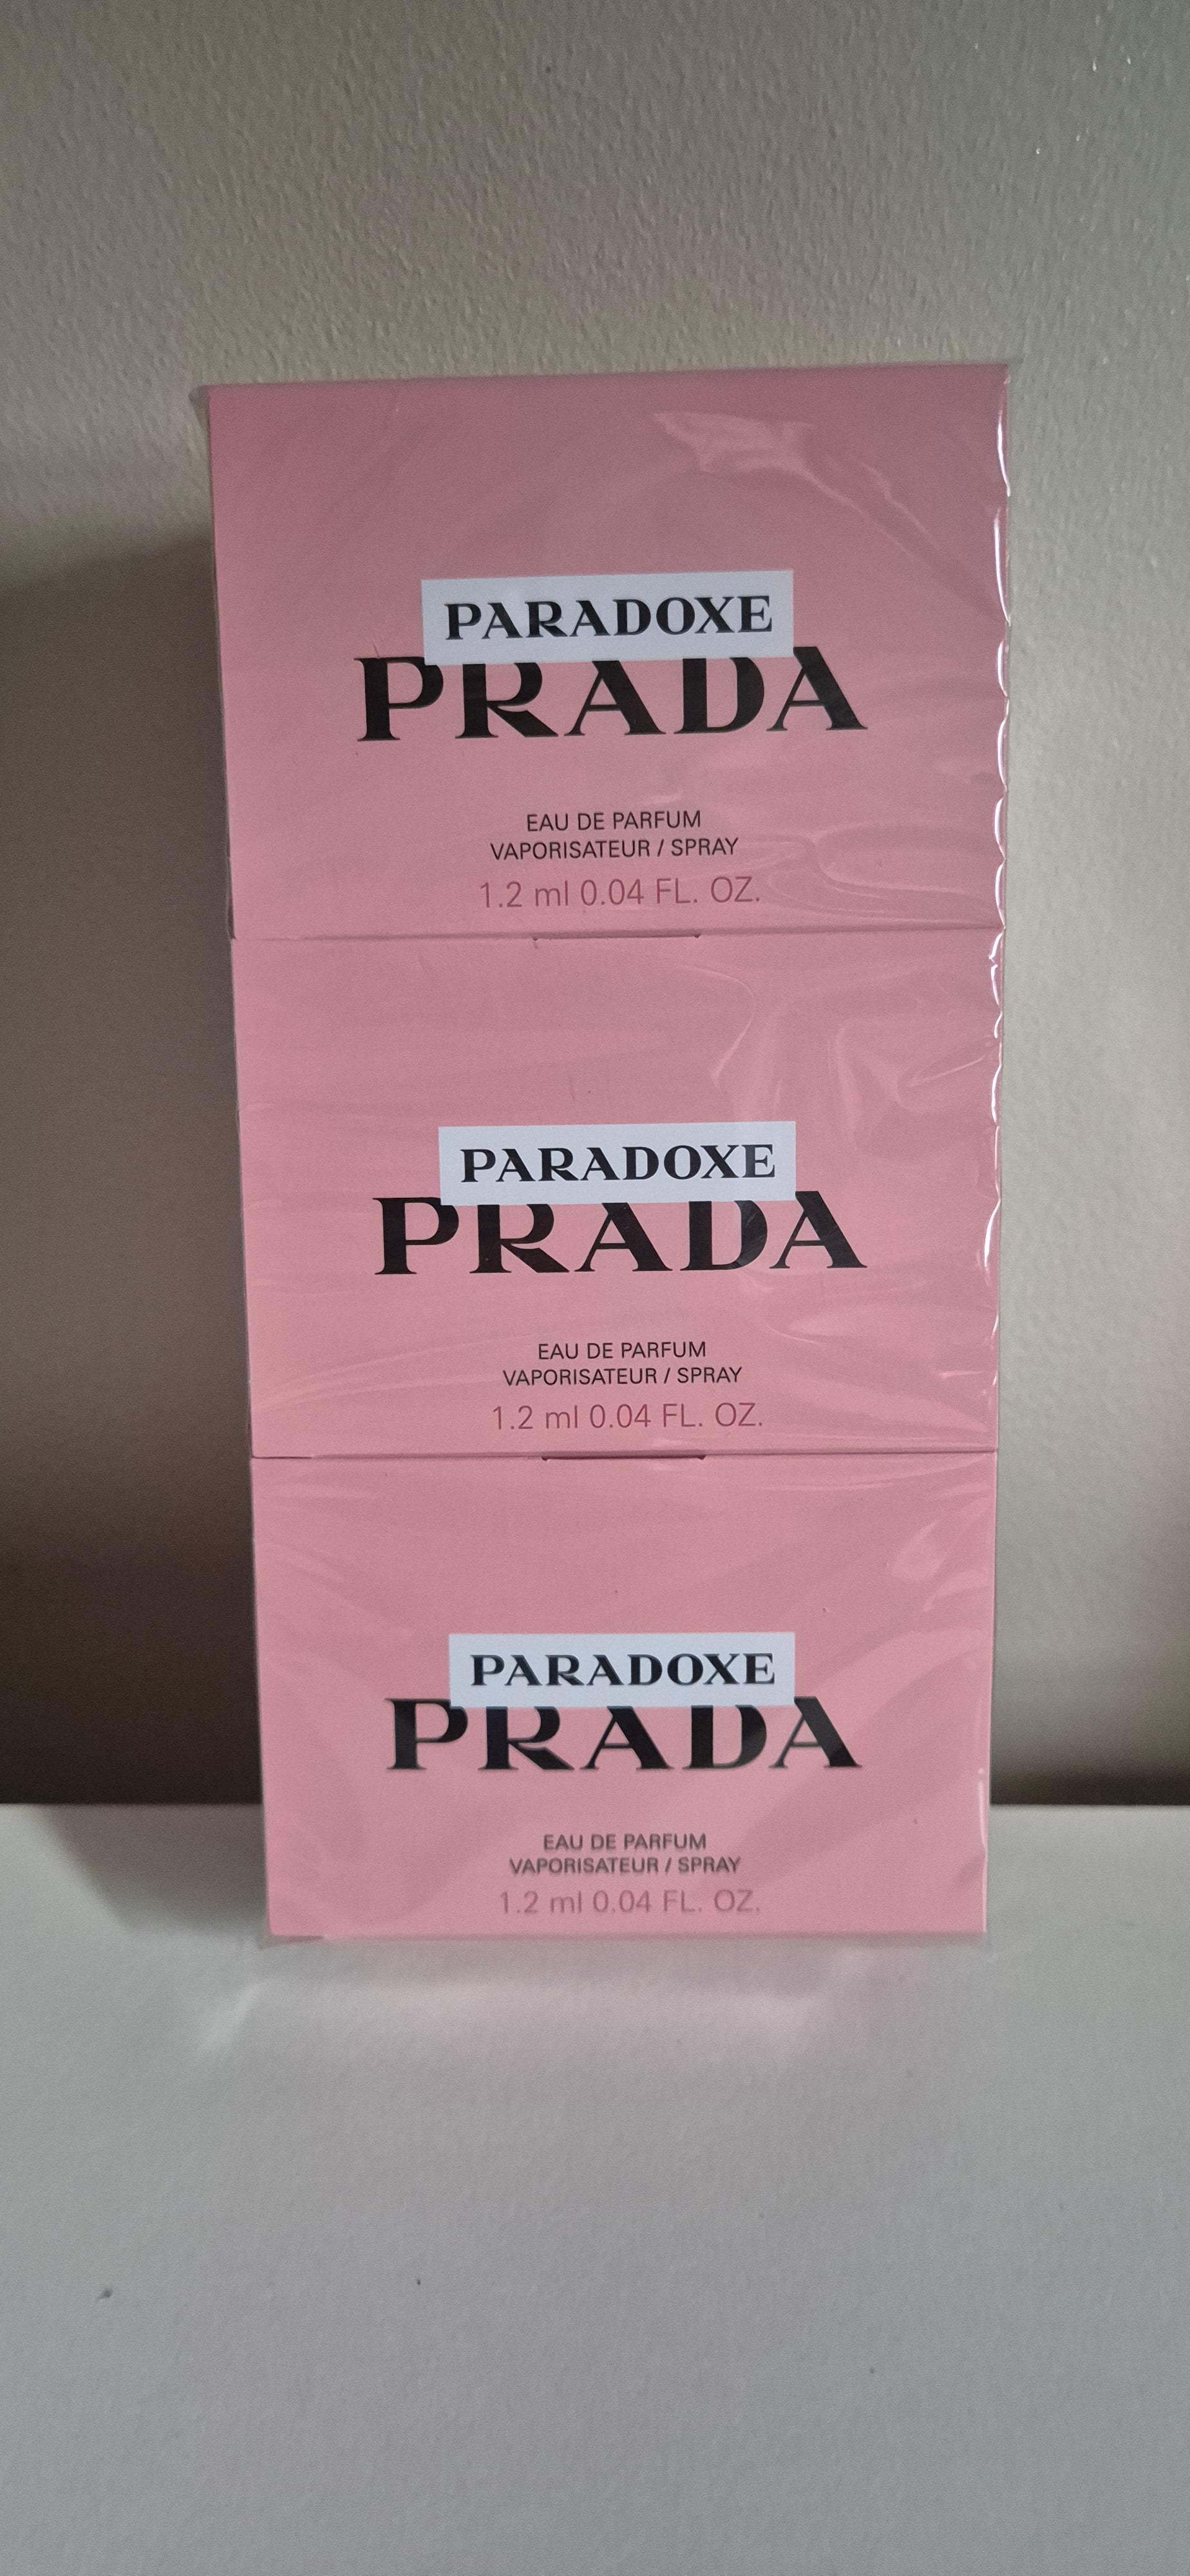 PARADOXE
PRADA
EAU DE PARFUM
VAPORISATEUR / SPRAY
1.2 ml 0.04 FL. OZ.
PARADOXE
PRADA
EAU DE PARFUM
VAPORISATEUR / SPRAY
1.2 ml 0.04 FL. OZ.
PARADOXE
PRADA
EAU DE PARFUM
VAPORISATEUR / SPRAY
1.2 ml 0.04 FL. OZ.